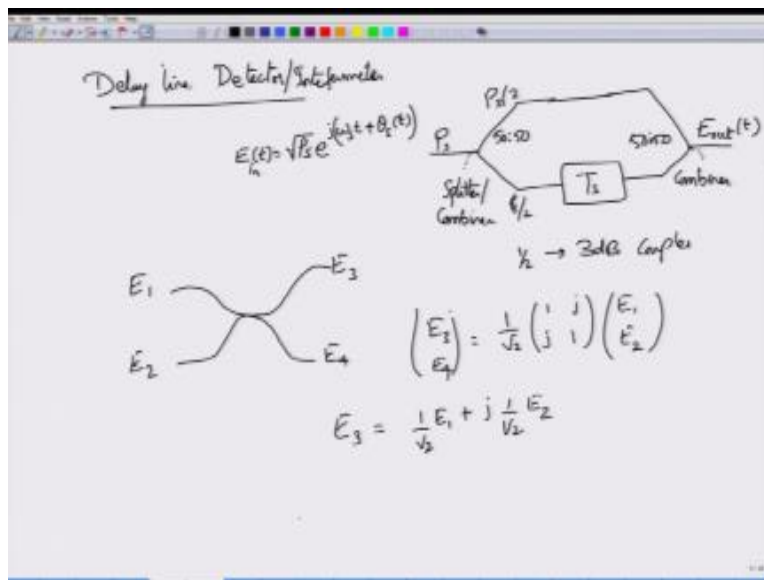 Delay line Detector/Inteferometer
E_in(t) = √P_s e^{j(ω_s t + θ_s(t))}
P_s
P_s/2
50:50
50:50
E_out(t)
Splitter/
Combiner
P_s/2
T_s
Combiner
½ → 3dB Coupler
E_1
E_3
E_2
E_4
(E_3 E_4) = 1/√2 (1 j j 1) (E_1 E_2)
E_3 = 1/√2 E_1 + j 1/√2 E_2